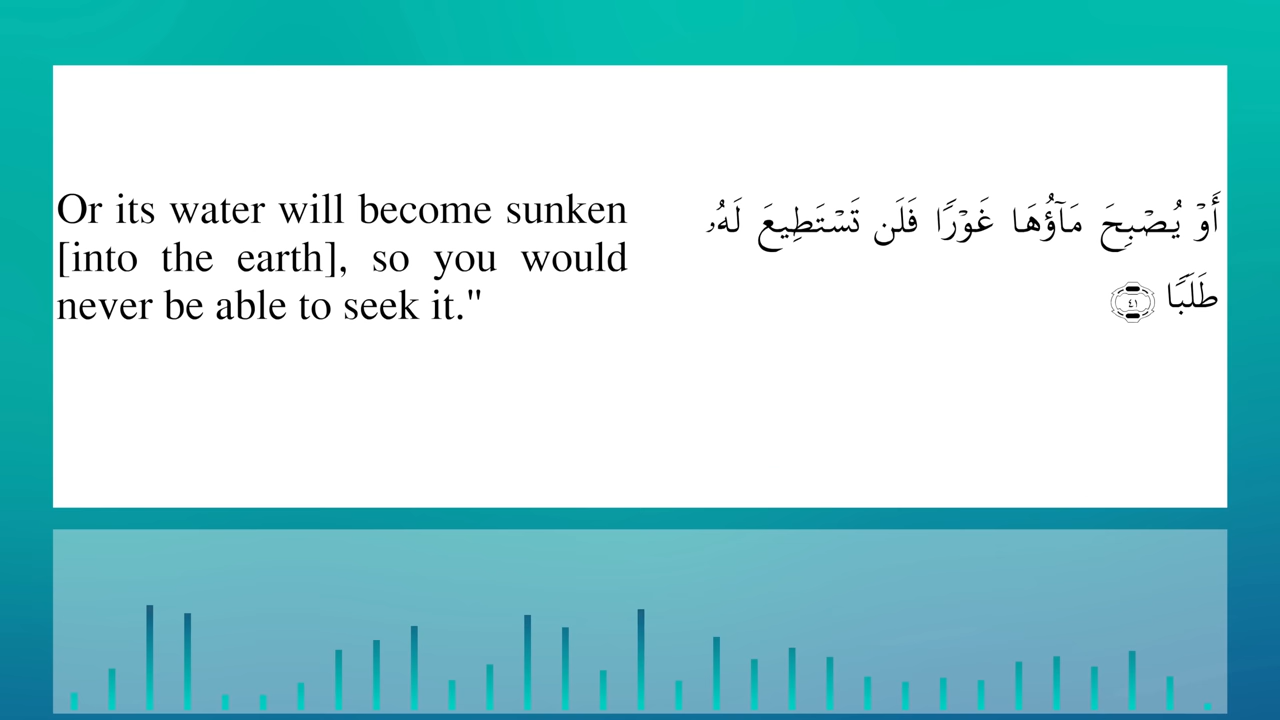 Or its water will become sunken
[into the earth], so you would
never be able to seek it."
أَوۡ يُصۡبِحَ مَآؤُهَا غَوۡرٗا فَلَن تَسۡتَطِيعَ لَهُۥ
طَلَبٗا ٤١